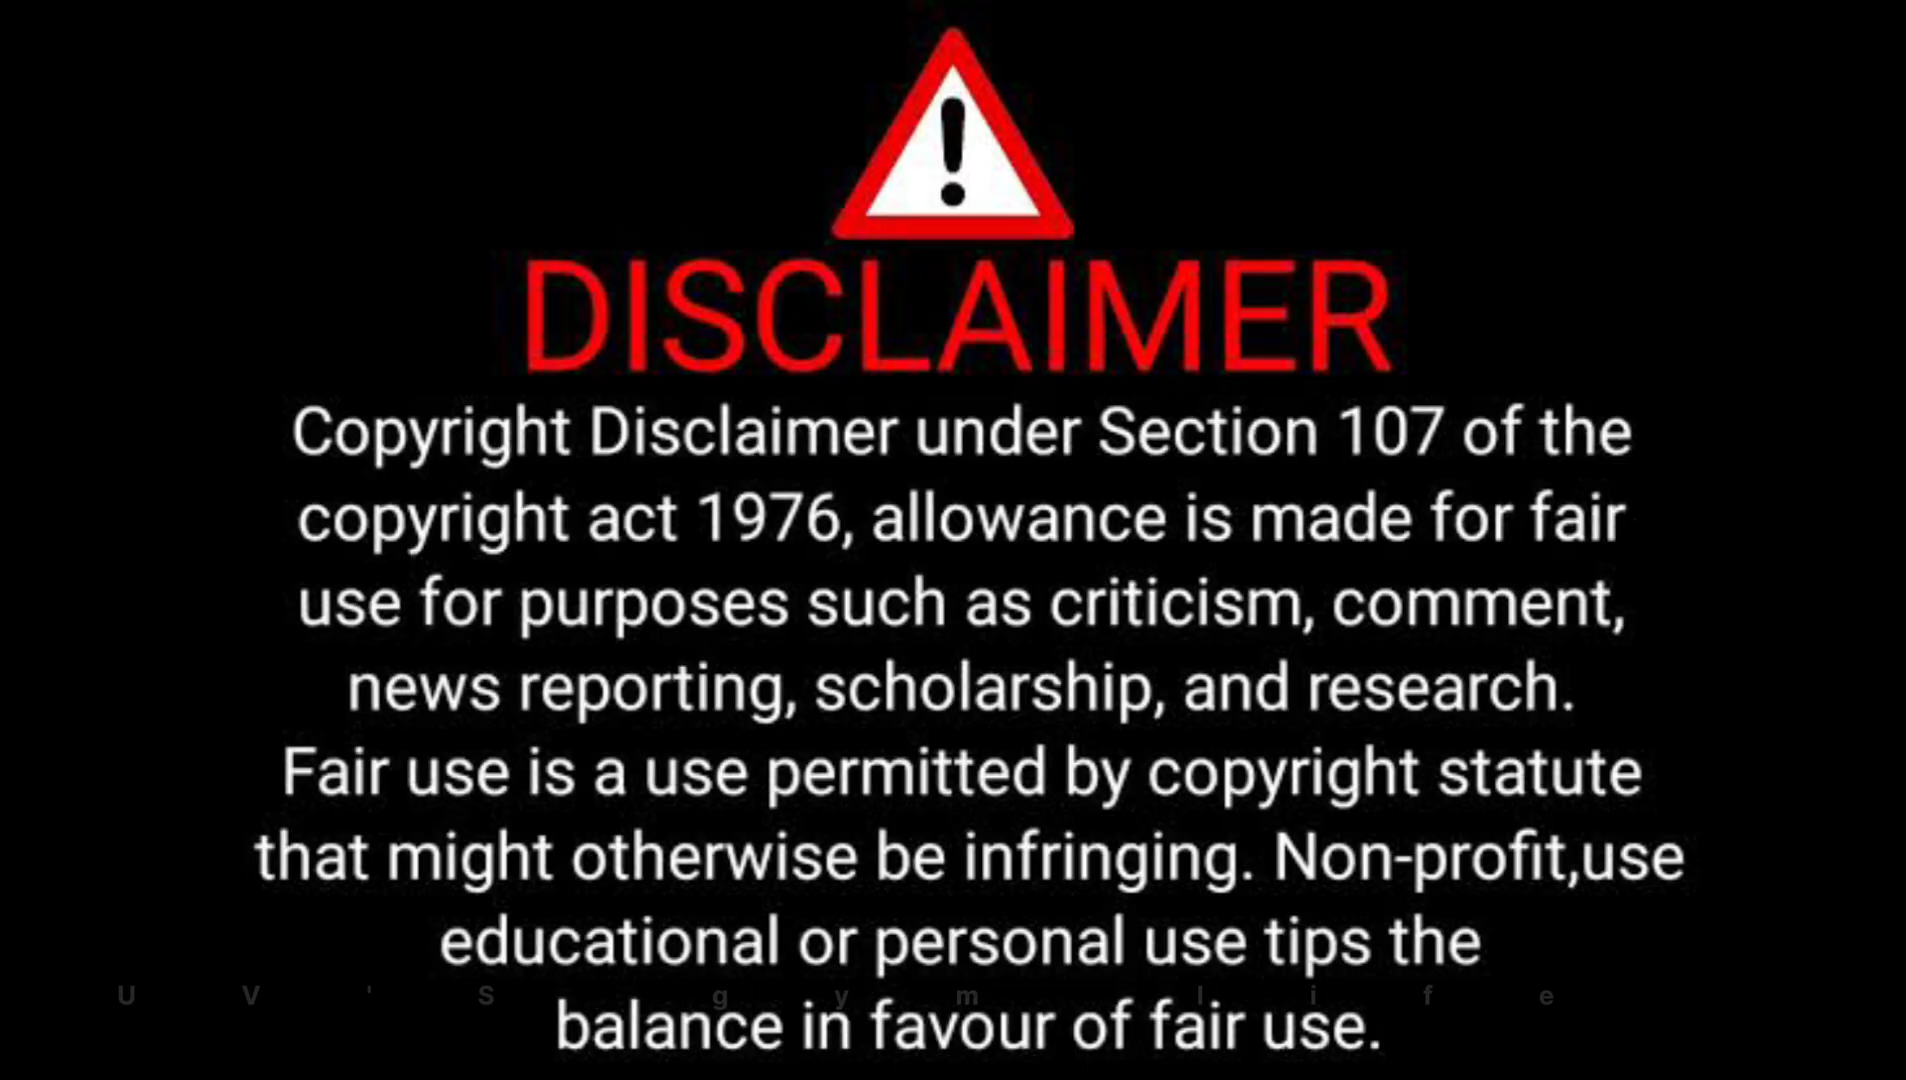 DISCLAIMER
Copyright Disclaimer under Section 107 of the
copyright act 1976, allowance is made for fair
use for purposes such as criticism, comment,
news reporting, scholarship, and research.
Fair use is a use permitted by copyright statute
that might otherwise be infringing. Non-profit,use
educational or personal use tips the
U V ' S g y m l i f e
balance in favour of fair use.